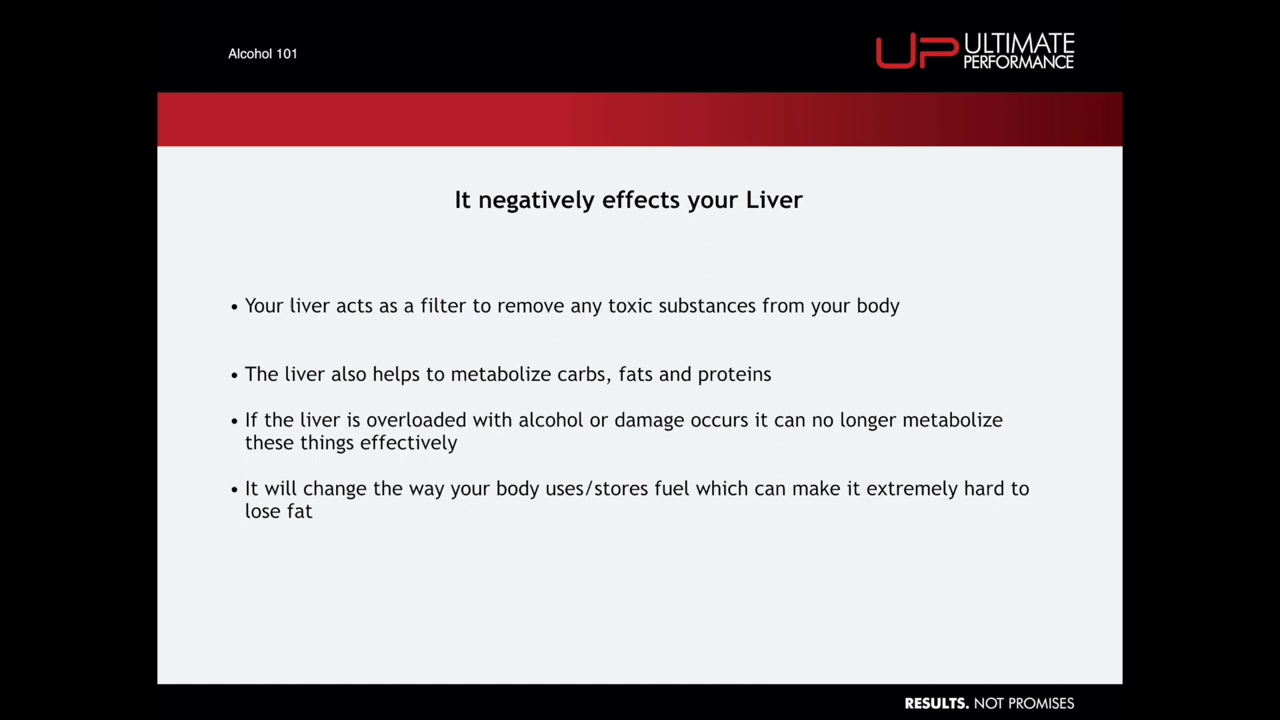 Alcohol 101
UP ULTIMATE
PERFORMANCE
It negatively effects your Liver
• Your liver acts as a filter to remove any toxic substances from your body
• The liver also helps to metabolize carbs, fats and proteins
• If the liver is overloaded with alcohol or damage occurs it can no longer metabolize
these things effectively
• It will change the way your body uses/stores fuel which can make it extremely hard to
lose fat
RESULTS. NOT PROMISES